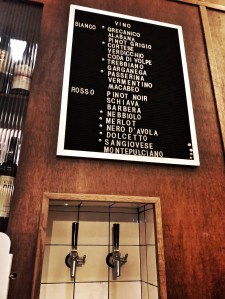 VINO
BIANCO • GRECANICO
ALBANA
• PINOT GRIGIO
• CORTESE
VERDICCHIO
CODA DI VOLPE
• TREBBIANO
GARGANEGA
• PASSERINA
• VERMENTINO
MACABEO
ROSSO PINOT NOIR
SCHIAVA
• BARBERA
• NEBBIOLO
• MERLOT
• NERO D'AVOLA
• DOLCETTO
• SANGIOVESE
MONTEPULCIANO